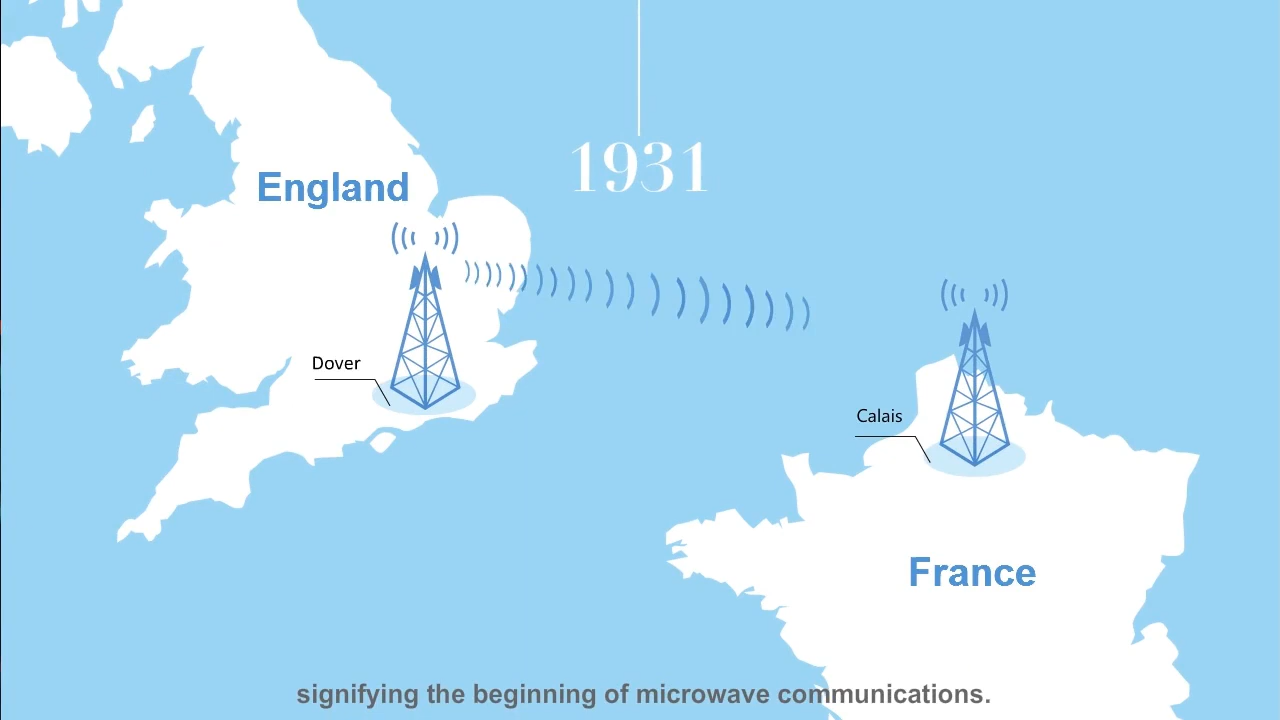 1931
England
Dover
Calais
France
signifying the beginning of microwave communications.